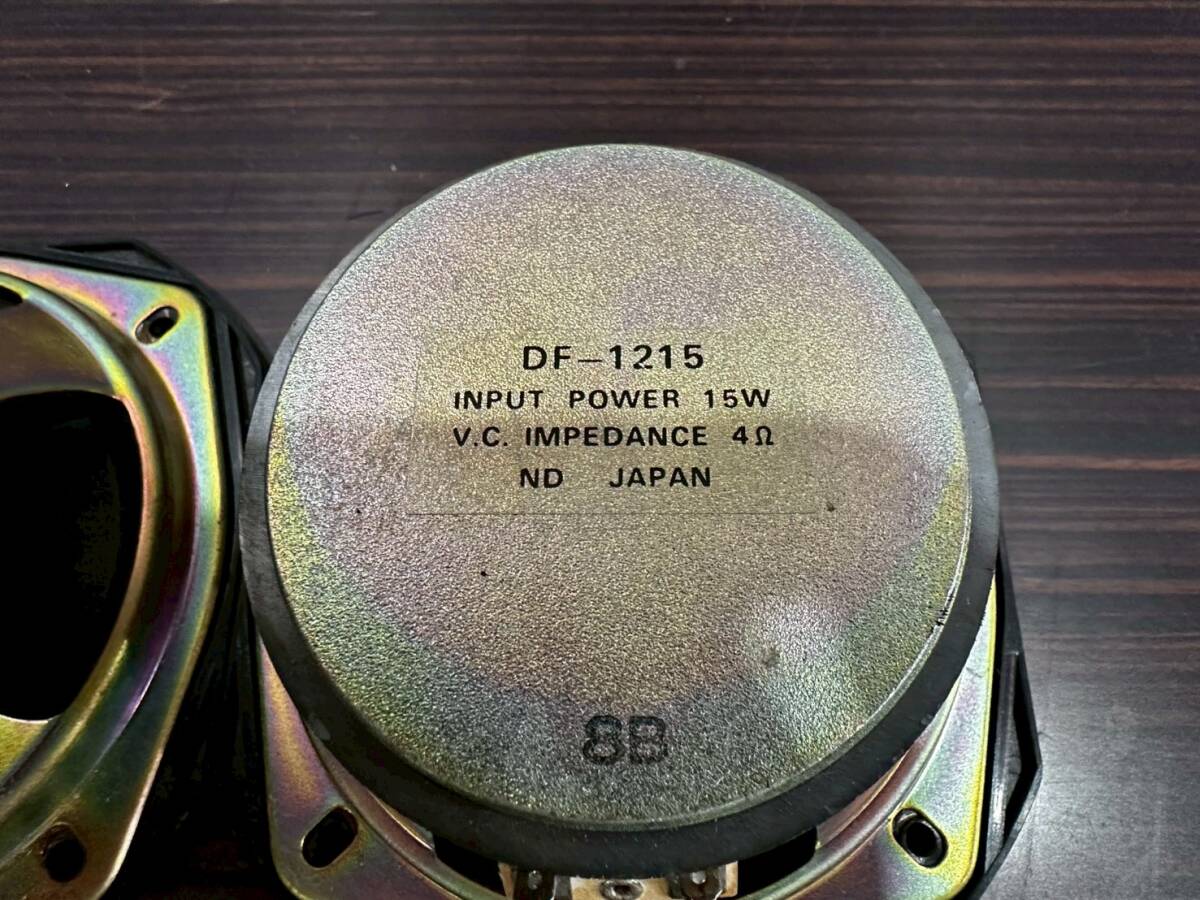 DF-1215
INPUT POWER 15W
V.C. IMPEDANCE 4Ω
ND JAPAN
8B